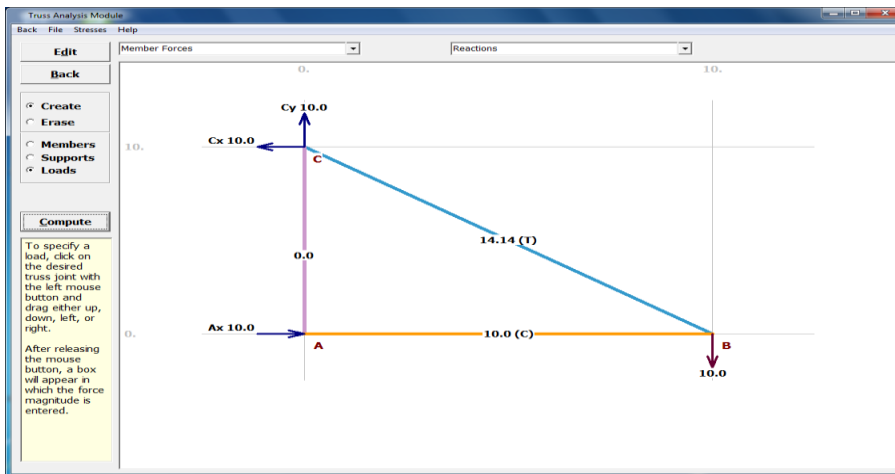 Truss Analysis Module
Back File Stresses Help
Edit
Member Forces
Reactions
Back
0. 10.
Create
Erase
Members
Supports
Loads
Compute
To specify a
load, click on
the desired
truss joint with
the left mouse
button and
drag either up,
down, left, or
right.
After releasing
the mouse
button, a box
will appear in
which the force
magnitude is
entered.
Cy 10.0
Cx 10.0
10.
C
14.14 (T)
0.0
Ax 10.0
0.
A
10.0 (C)
B
10.0